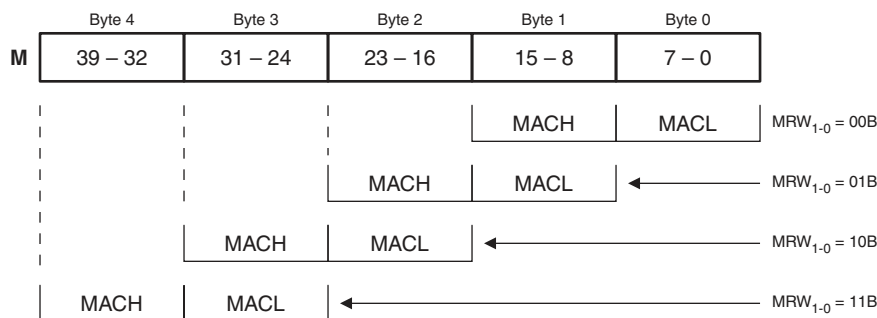 Byte 4 Byte 3 Byte 2 Byte 1 Byte 0
M 39 – 32 31 – 24 23 – 16 15 – 8 7 – 0
MACH MACL MRW1-0 = 00B
MACH MACL MRW1-0 = 01B
MACH MACL MRW1-0 = 10B
MACH MACL MRW1-0 = 11B